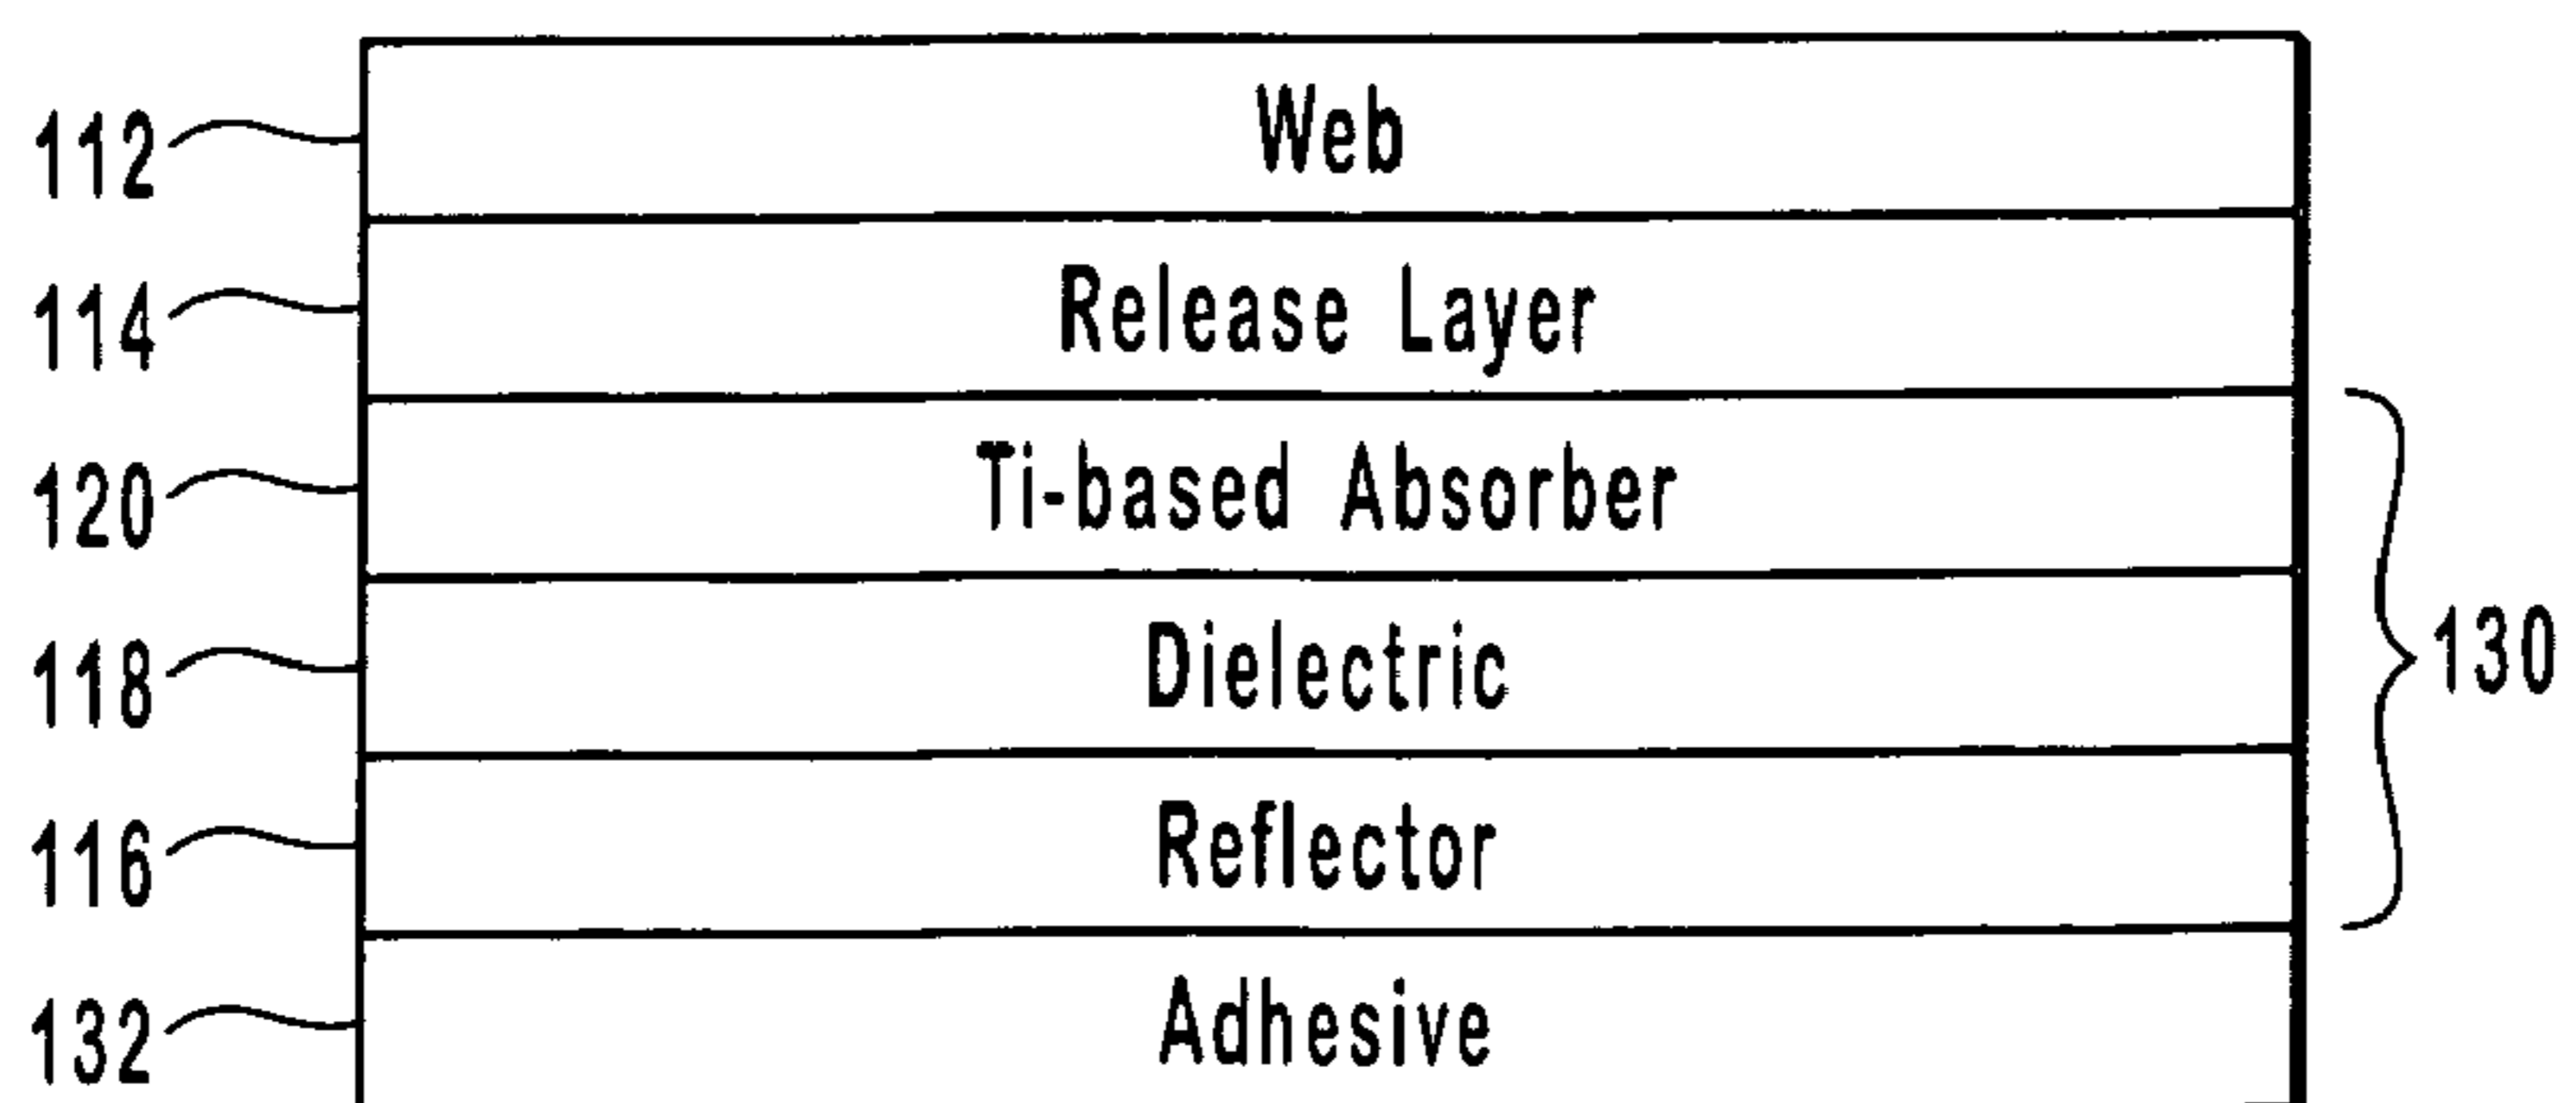 112 Web
114 Release Layer
120 Ti-based Absorber
118 Dielectric
130
116 Reflector
132 Adhesive